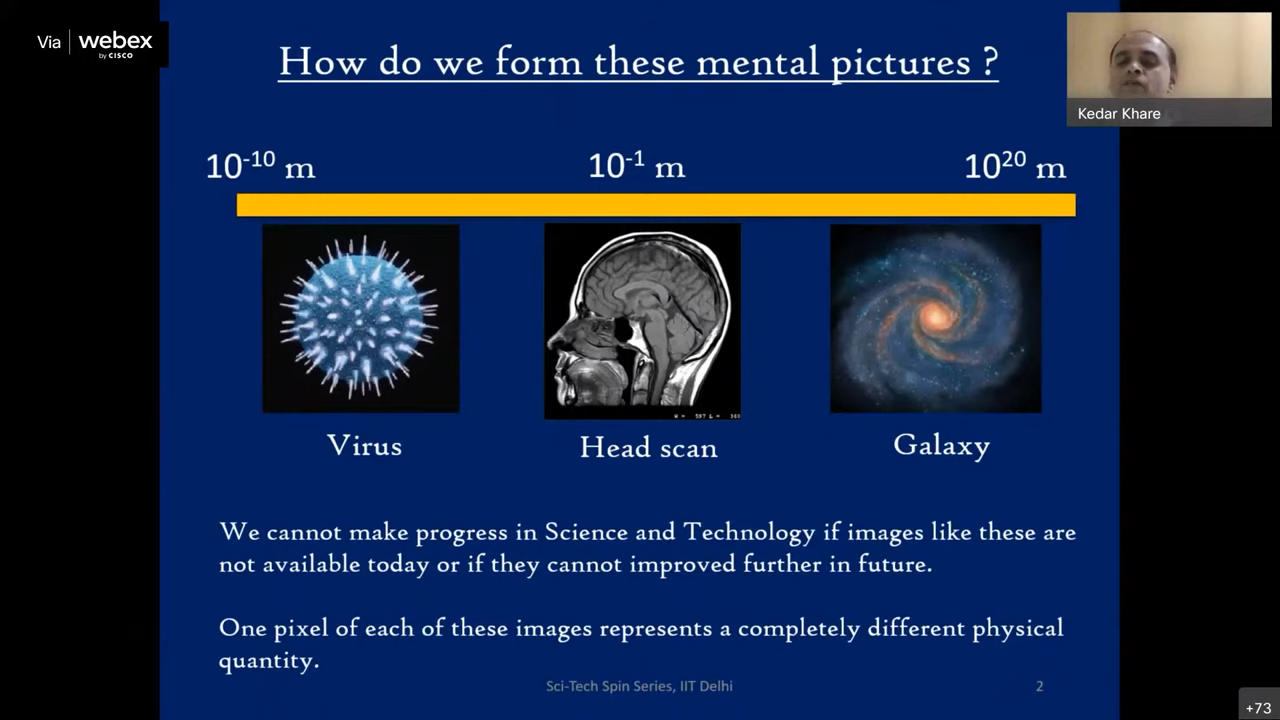 Via webex
by CISCO
How do we form these mental pictures ?
Kedar Khare
10-10 m 10-1 m 1020 m
W = 597 L = 360
Virus Head scan Galaxy
We cannot make progress in Science and Technology if images like these are
not available today or if they cannot improved further in future.
One pixel of each of these images represents a completely different physical
quantity.
Sci-Tech Spin Series, IIT Delhi 2
+73